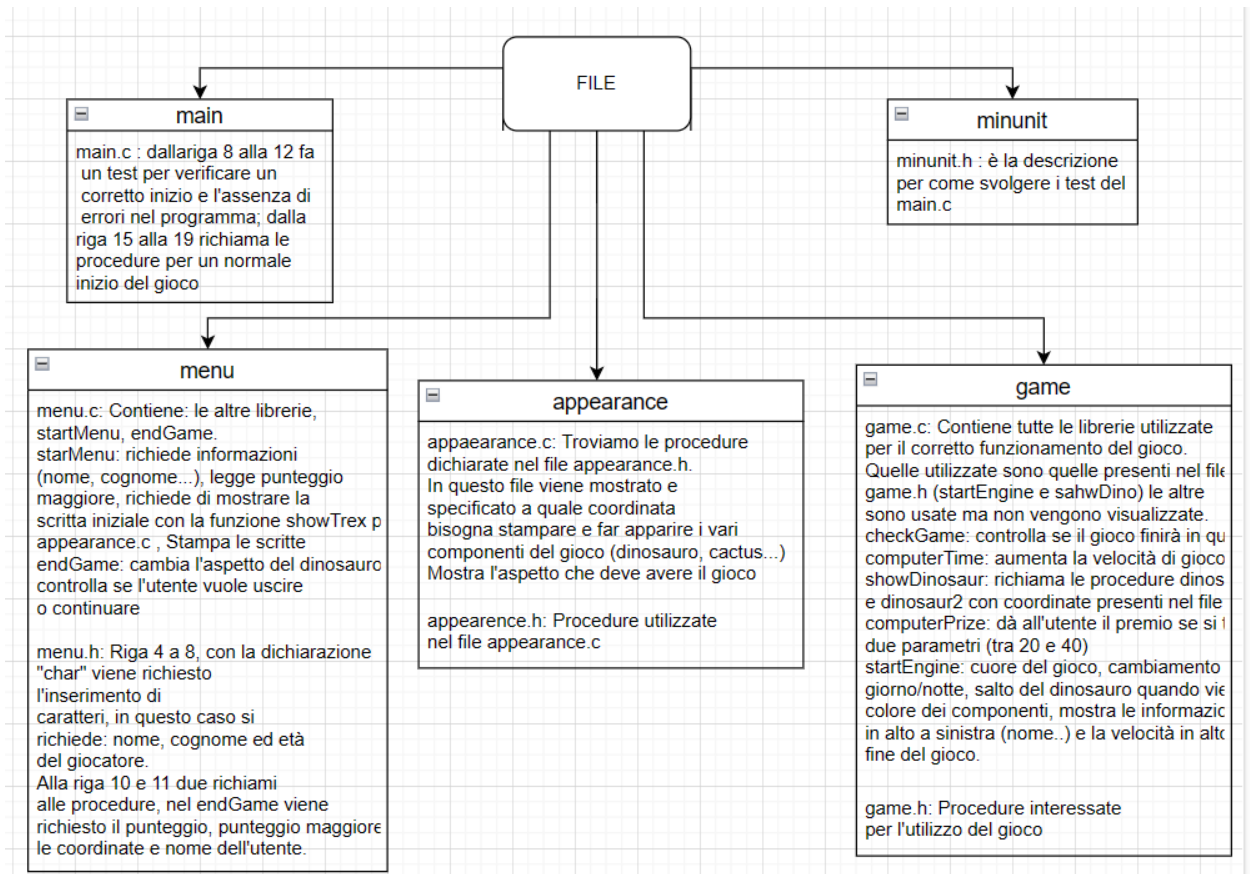 FILE
main
main.c : dallariga 8 alla 12 fa
un test per verificare un
corretto inizio e l'assenza di
errori nel programma; dalla
riga 15 alla 19 richiama le
procedure per un normale
inizio del gioco
minunit
minunit.h : è la descrizione
per come svolgere i test del
main.c
menu
menu.c: Contiene: le altre librerie,
startMenu, endGame.
starMenu: richiede informazioni
(nome, cognome...), legge punteggio
maggiore, richiede di mostrare la
scritta iniziale con la funzione showTrex p
appearance.c , Stampa le scritte
endGame: cambia l'aspetto del dinosauro
controlla se l'utente vuole uscire
o continuare
menu.h: Riga 4 a 8, con la dichiarazione
"char" viene richiesto
l'inserimento di
caratteri, in questo caso si
richiede: nome, cognome ed età
del giocatore.
Alla riga 10 e 11 due richiami
alle procedure, nel endGame viene
richiesto il punteggio, punteggio maggiore
le coordinate e nome dell'utente.
appearance
appaearance.c: Troviamo le procedure
dichiarate nel file appearance.h.
In questo file viene mostrato e
specificato a quale coordinata
bisogna stampare e far apparire i vari
componenti del gioco (dinosauro, cactus...)
Mostra l'aspetto che deve avere il gioco
appearence.h: Procedure utilizzate
nel file appearance.c
game
game.c: Contiene tutte le librerie utilizzate
per il corretto funzionamento del gioco.
Quelle utilizzate sono quelle presenti nel file
game.h (startEngine e sahwDino) le altre
sono usate ma non vengono visualizzate.
checkGame: controlla se il gioco finirà in qu
computerTime: aumenta la velocità di gioco
showDinosaur: richiama le procedure dinos
e dinosaur2 con coordinate presenti nel file
computerPrize: dà all'utente il premio se si t
due parametri (tra 20 e 40)
startEngine: cuore del gioco, cambiamento
giorno/notte, salto del dinosauro quando vie
colore dei componenti, mostra le informazio
in alto a sinistra (nome..) e la velocità in alto
fine del gioco.
game.h: Procedure interessate
per l'utilizzo del gioco